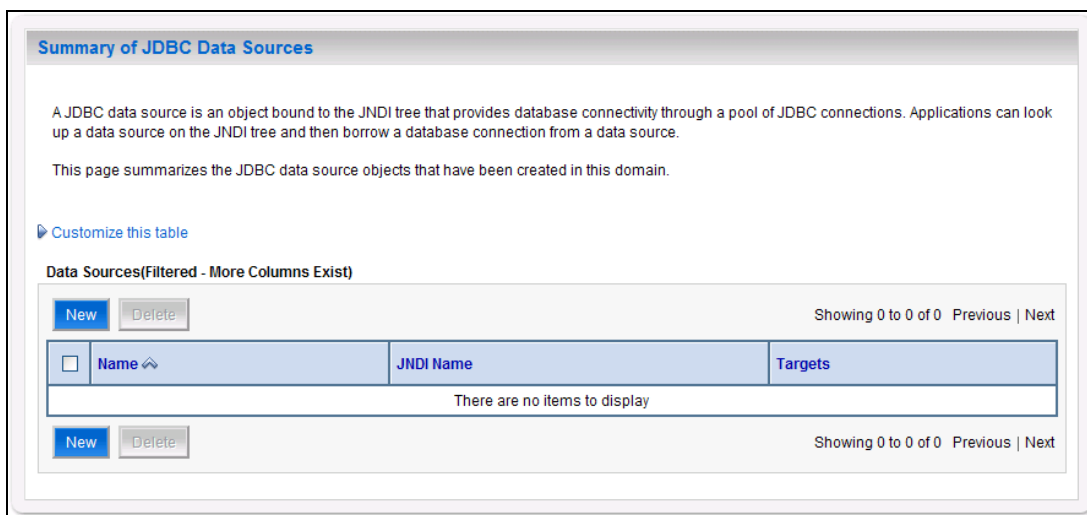 Summary of JDBC Data Sources
A JDBC data source is an object bound to the JNDI tree that provides database connectivity through a pool of JDBC connections. Applications can look
up a data source on the JNDI tree and then borrow a database connection from a data source.
This page summarizes the JDBC data source objects that have been created in this domain.
Customize this table
Data Sources(Filtered - More Columns Exist)
New Delete Showing 0 to 0 of 0 Previous | Next
Name JNDI Name Targets
There are no items to display
New Delete Showing 0 to 0 of 0 Previous | Next